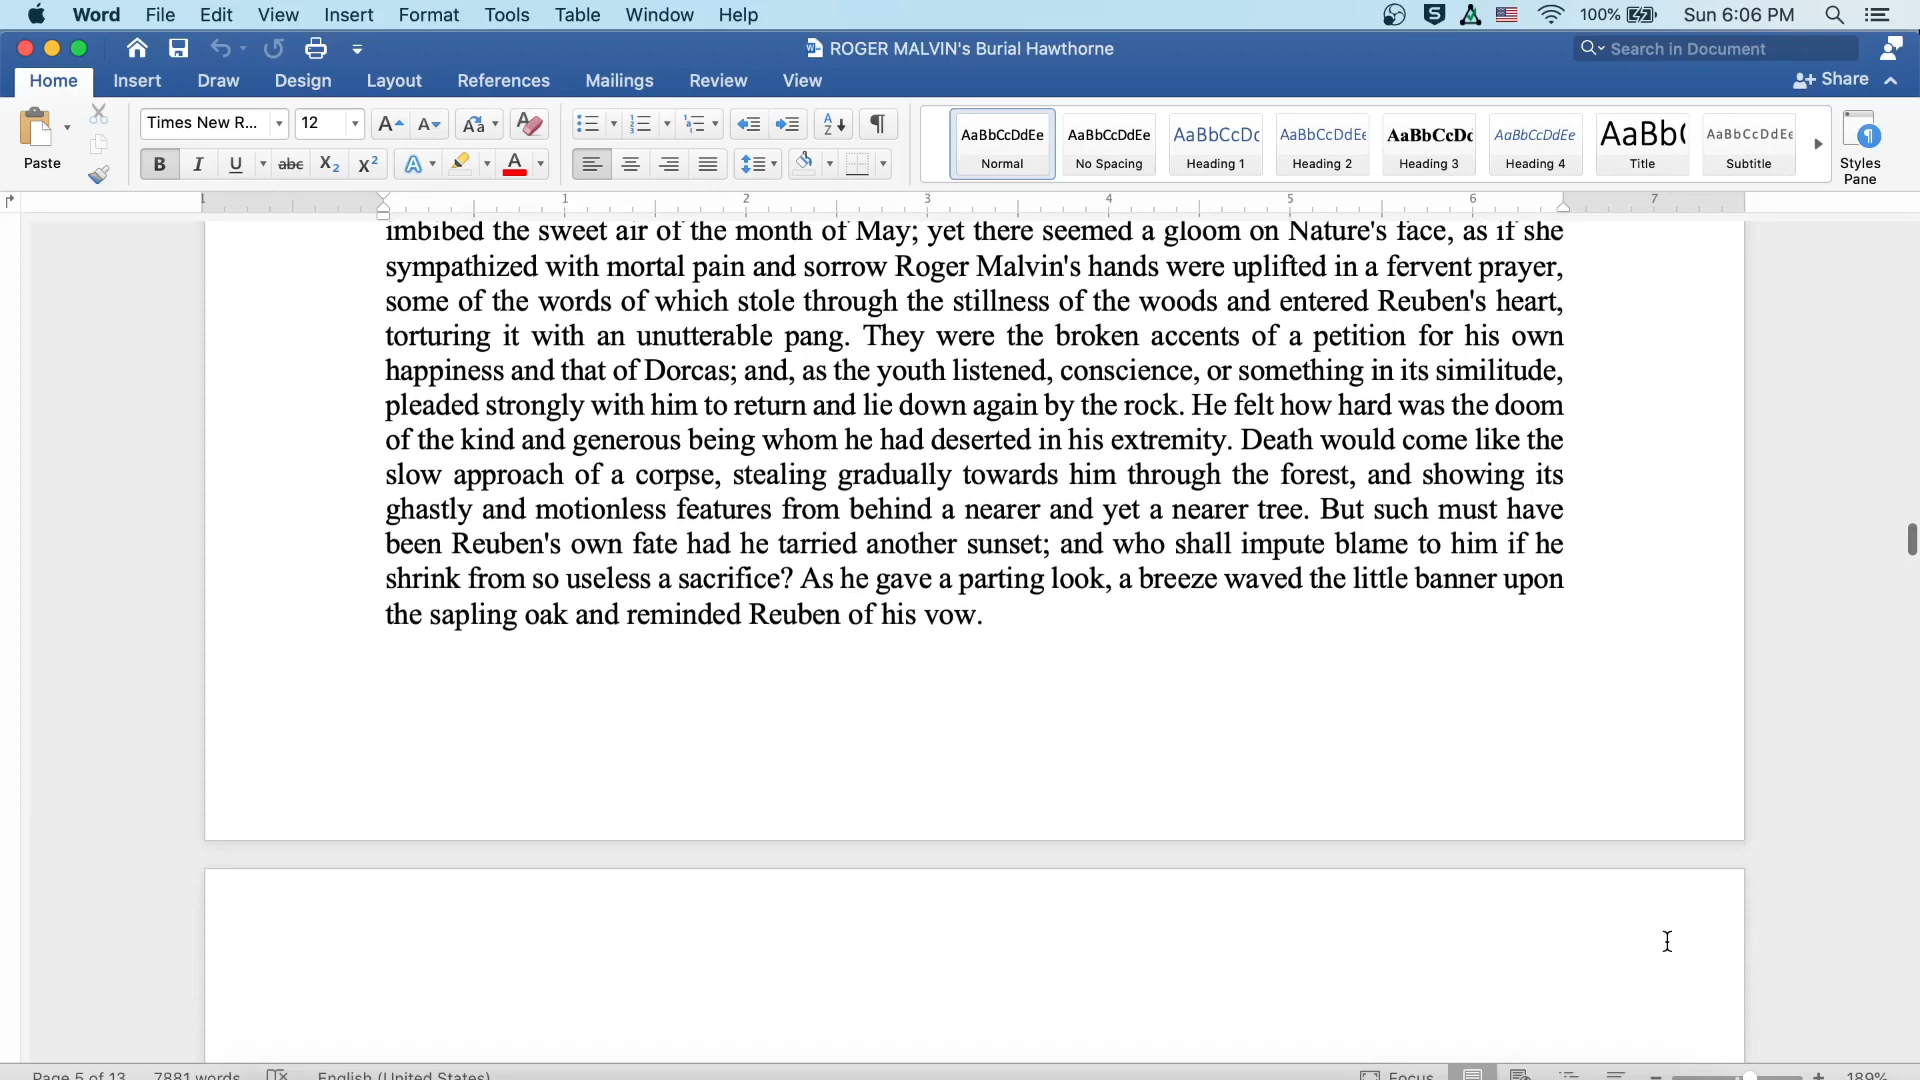 Word File Edit View Insert Format Tools Table Window Help 100% Sun 6:06 PM
ROGER MALVIN's Burial Hawthorne Search in Document
Home Insert Draw Design Layout References Mailings Review View Share
Paste Times New R... 12 A A Aa A
B I U abc X₂ X² A A
A Z
AaBbCcDdEe AaBbCcDdEe AaBbCcDc AaBbCcDdEe AaBbCcDc AaBbCcDdEe AaBb( AaBbCcDdEe
Normal No Spacing Heading 1 Heading 2 Heading 3 Heading 4 Title Subtitle
Styles
Pane
1 1 2 3 4 5 6 7
imbibed the sweet air of the month of May; yet there seemed a gloom on Nature's face, as if she
sympathized with mortal pain and sorrow Roger Malvin's hands were uplifted in a fervent prayer,
some of the words of which stole through the stillness of the woods and entered Reuben's heart,
torturing it with an unutterable pang. They were the broken accents of a petition for his own
happiness and that of Dorcas; and, as the youth listened, conscience, or something in its similitude,
pleaded strongly with him to return and lie down again by the rock. He felt how hard was the doom
of the kind and generous being whom he had deserted in his extremity. Death would come like the
slow approach of a corpse, stealing gradually towards him through the forest, and showing its
ghastly and motionless features from behind a nearer and yet a nearer tree. But such must have
been Reuben's own fate had he tarried another sunset; and who shall impute blame to him if he
shrink from so useless a sacrifice? As he gave a parting look, a breeze waved the little banner upon
the sapling oak and reminded Reuben of his vow.
Page 5 of 13 7881 words English (United States) Focus 189%